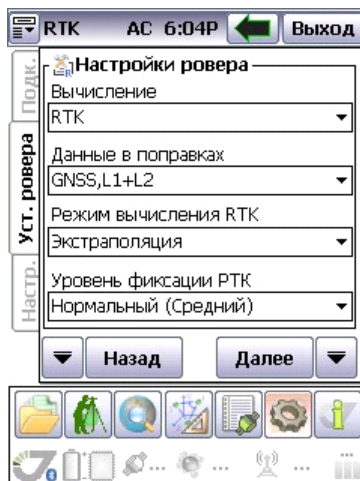 RTK AC 6:04P Выход
Подк.
Уст. ровера
Настр.
Настройки ровера
Вычисление
RTK
Данные в поправках
GNSS,L1+L2
Режим вычисления RTK
Экстраполяция
Уровень фиксации РТК
Нормальный (Средний)
Назад Далее
... ... ...